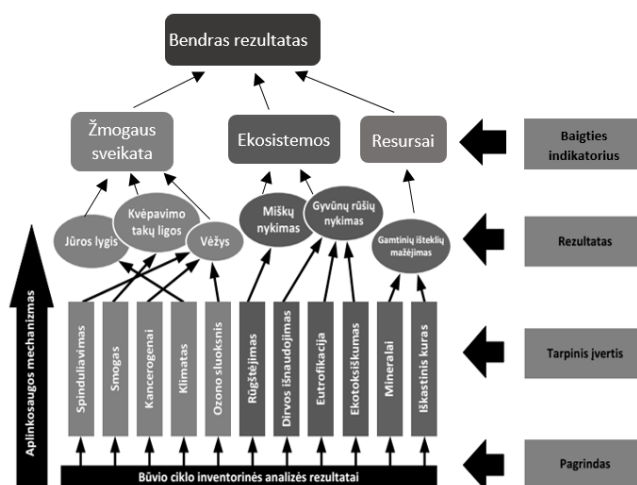 Bendras rezultatas
Žmogaus
sveikata
Ekosistemos
Resursai
Baigties
indikatorius
Jūros lygis
Kvėpavimo
takų ligos
Vėžys
Miškų
nykimas
Gyvūnų rūšių
nykimas
Gamtinių išteklių
mažėjimas
Rezultatas
Aplinkosaugos mechanizmas
Spinduliavimas
Smogas
Kancerogenai
Klimatas
Ozono sluoksnis
Rūgštėjimas
Dirvos išnaudojimas
Eutrofikacija
Ekotoksiškumas
Mineralai
Iškastinis kuras
Tarpinis įvertis
Būvio ciklo inventorinės analizės rezultatai
Pagrindas